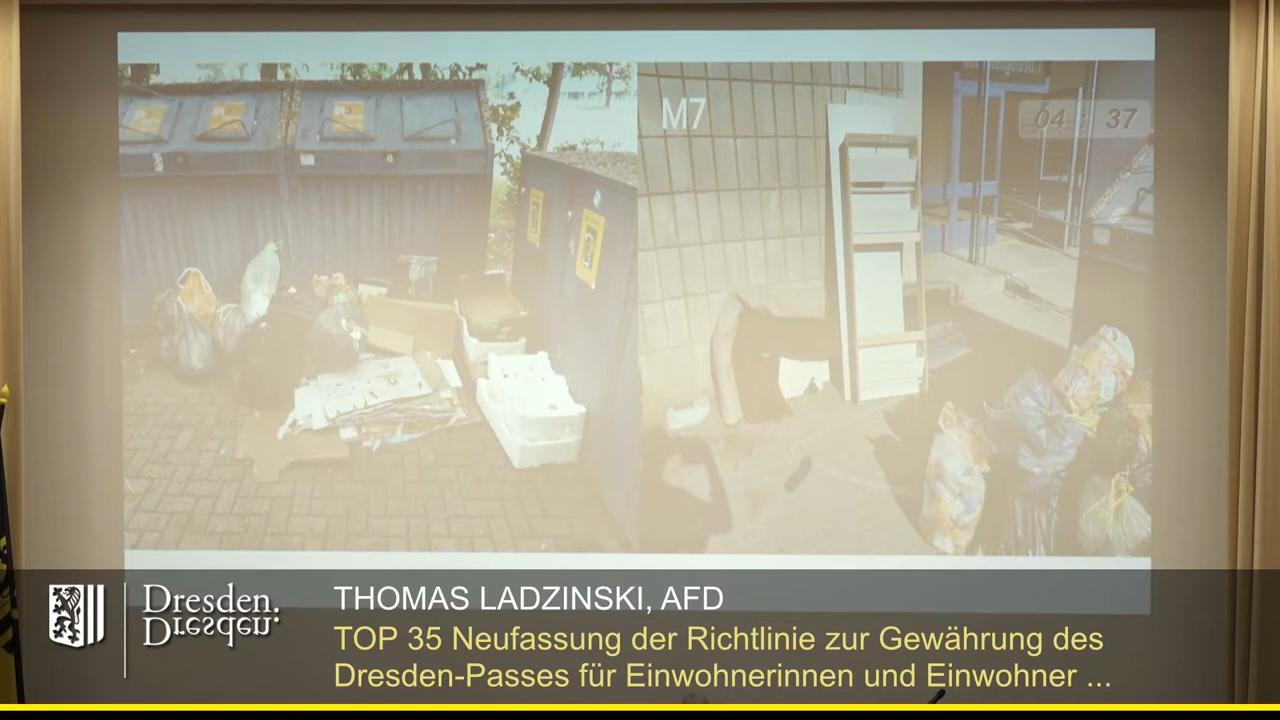 M7
04 : 37
Dresden.
Dresden.
THOMAS LADZINSKI, AFD
TOP 35 Neufassung der Richtlinie zur Gewährung des
Dresden-Passes für Einwohnerinnen und Einwohner ...